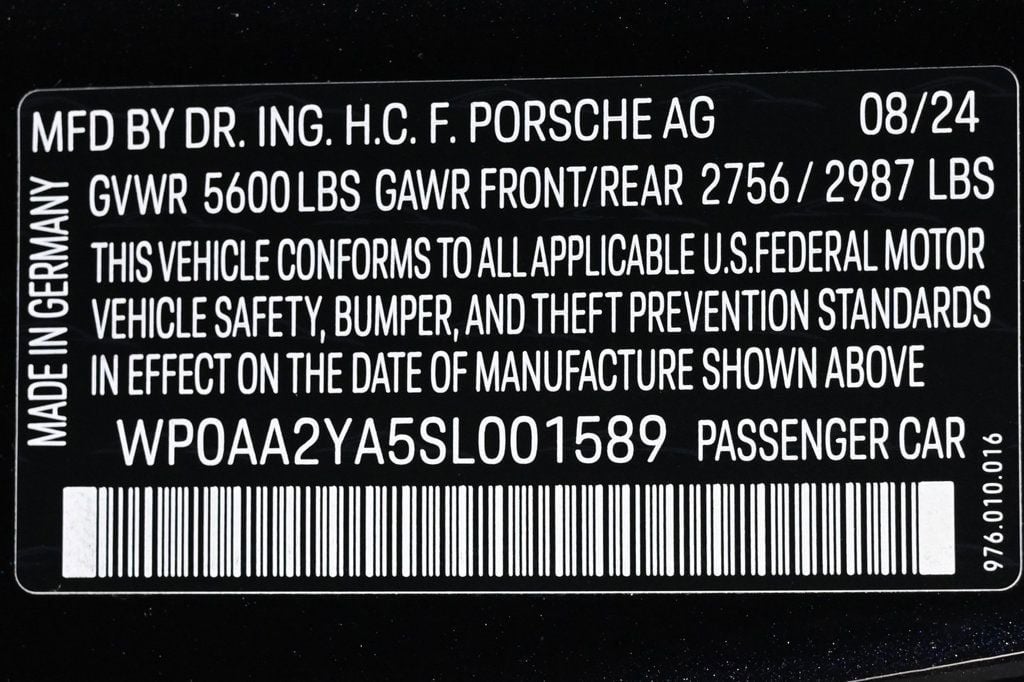 MFD BY DR. ING. H.C. F. PORSCHE AG 08/24
GVWR 5600 LBS GAWR FRONT/REAR 2756 / 2987 LBS
THIS VEHICLE CONFORMS TO ALL APPLICABLE U.S.FEDERAL MOTOR
VEHICLE SAFETY, BUMPER, AND THEFT PREVENTION STANDARDS
IN EFFECT ON THE DATE OF MANUFACTURE SHOWN ABOVE
WP0AA2YA5SL001589 PASSENGER CAR
MADE IN GERMANY
976.010.016